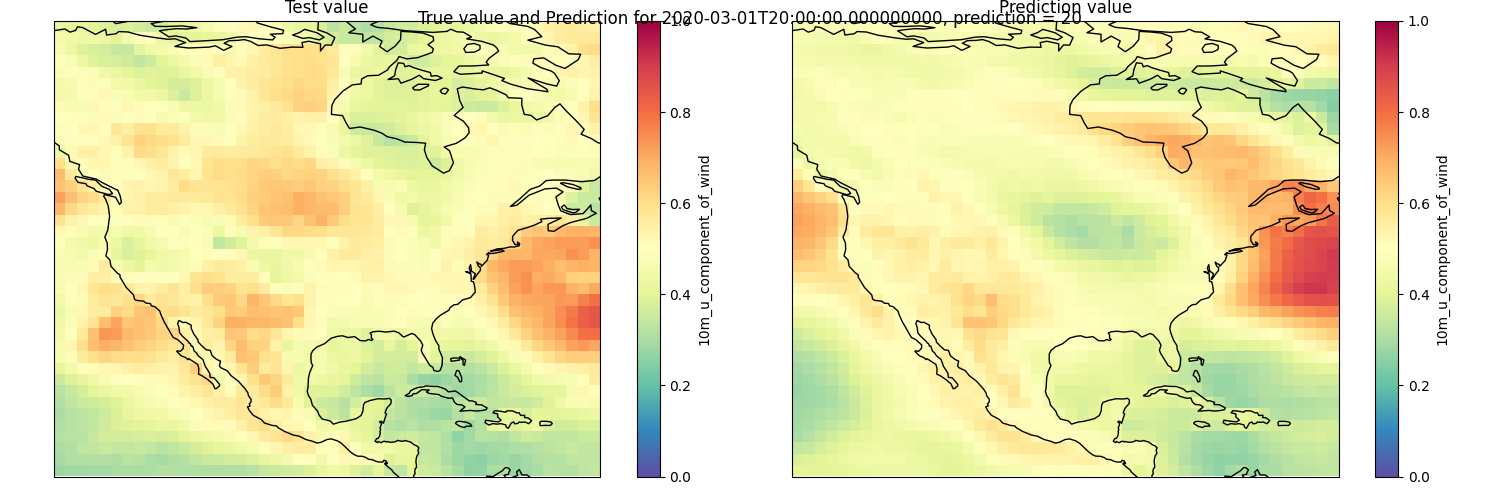 Test value
Prediction value
True value and Prediction for 2020-03-01T20:00:00.000000000, prediction = 20
1.0
0.8
0.6
0.4
0.2
0.0
10m_u_component_of_wind
1.0
0.8
0.6
0.4
0.2
0.0
10m_u_component_of_wind